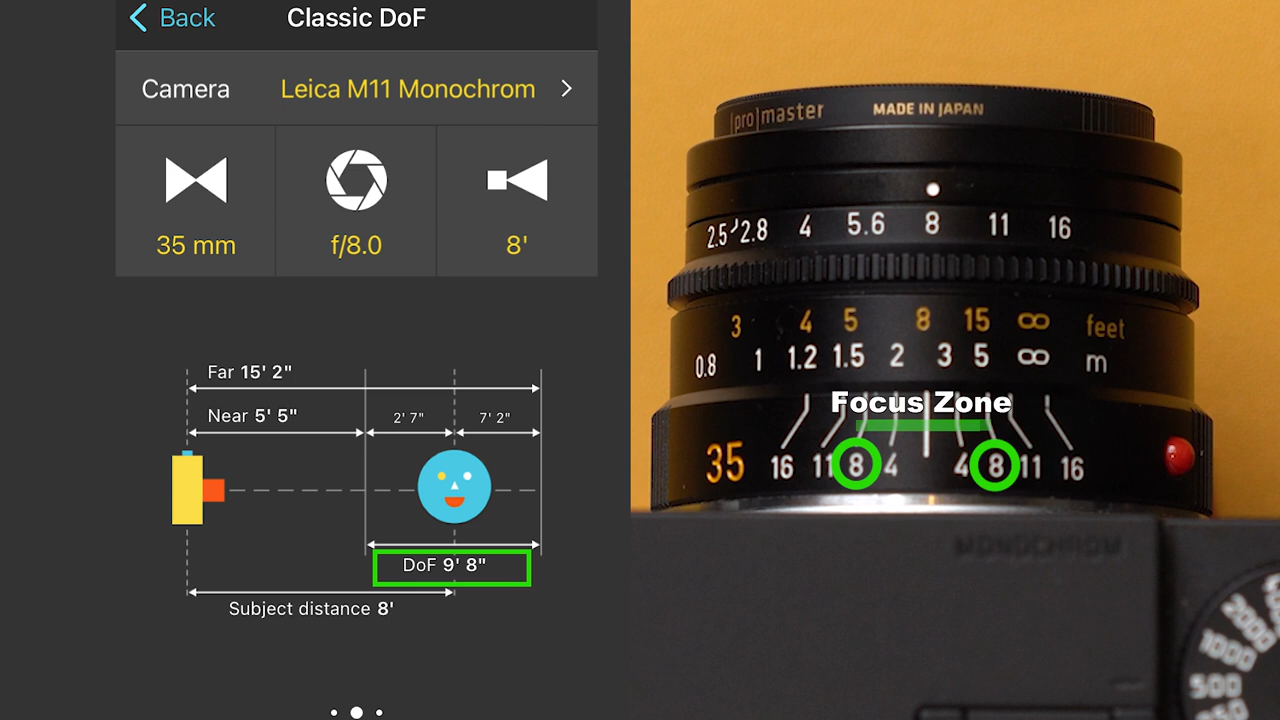 Back
Classic DoF
Camera
Leica M11 Monochrom
35 mm
f/8.0
8'
Far 15' 2"
Near 5' 5"
2' 7"
7' 2"
DoF 9' 8"
Subject distance 8'
(pro)master
MADE IN JAPAN
2.5 2.8 4 5.6 8 11 16
3 4 5 8 15 ∞ feet
0.8 1 1.2 1.5 2 3 5 ∞ m
Focus Zone
35 16 11 8 4 4 8 11 16
MONOCHROM
2000
1000
500